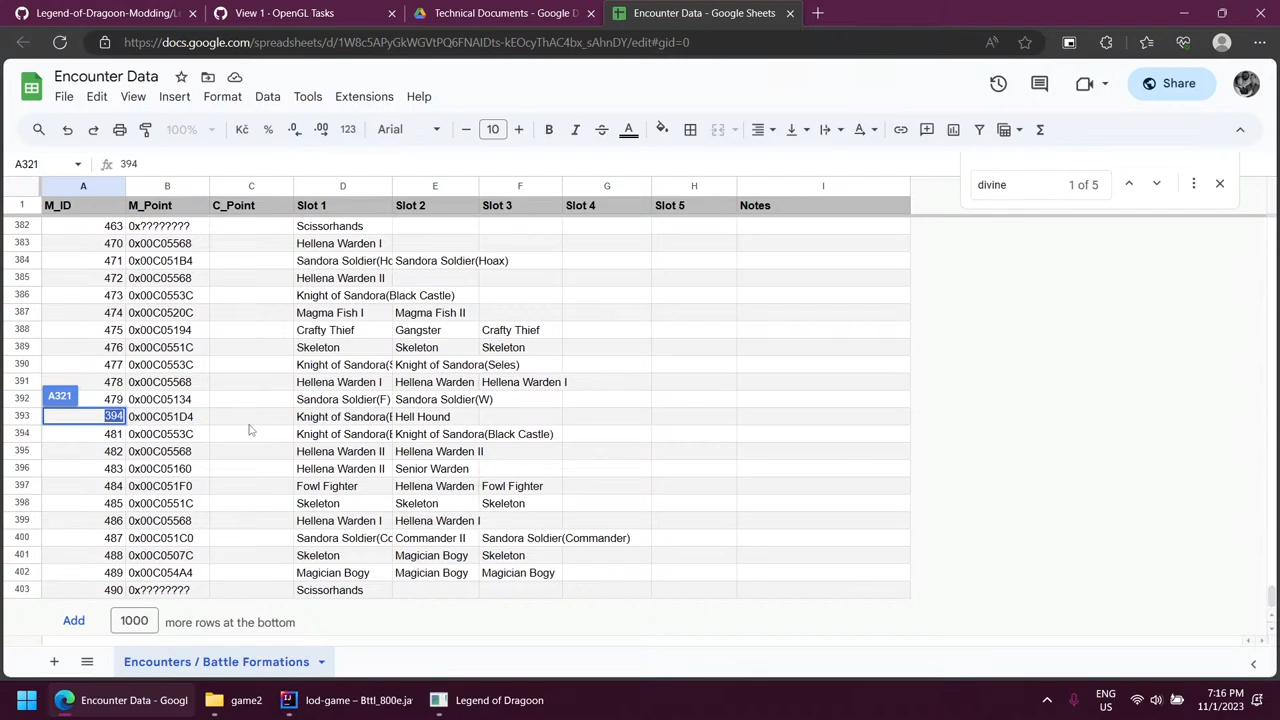 Legend-of-Dragoon-Modding/Le View 1 · OpenGL Tasks Technical Documents - Google D Encounter Data - Google Sheets
https://docs.google.com/spreadsheets/d/1W8c5APyGkWGVtPQ6FNAIDts-kEOcyThAC4bx_sAhnDY/edit#gid=0
Encounter Data
File Edit View Insert Format Data Tools Extensions Help
Share
100% Kč % .0 .00 123 Arial 10 B I A
A321 394
divine 1 of 5
A B C D E F G H I
1 M_ID M_Point C_Point Slot 1 Slot 2 Slot 3 Slot 4 Slot 5 Notes
382 463 0x???????? Scissorhands
383 470 0x00C05568 Hellena Warden I
384 471 0x00C051B4 Sandora Soldier(Ho Sandora Soldier(Hoax)
385 472 0x00C05568 Hellena Warden II
386 473 0x00C0553C Knight of Sandora(Black Castle)
387 474 0x00C0520C Magma Fish I Magma Fish II
388 475 0x00C05194 Crafty Thief Gangster Crafty Thief
389 476 0x00C0551C Skeleton Skeleton Skeleton
390 477 0x00C0553C Knight of Sandora(S Knight of Sandora(Seles)
391 478 0x00C05568 Hellena Warden I Hellena Warden Hellena Warden I
392 479 0x00C05134 Sandora Soldier(F) Sandora Soldier(W)
A321
393 394 0x00C051D4 Knight of Sandora(B Hell Hound
394 481 0x00C0553C Knight of Sandora(B Knight of Sandora(Black Castle)
395 482 0x00C05568 Hellena Warden II Hellena Warden II
396 483 0x00C05160 Hellena Warden II Senior Warden
397 484 0x00C051F0 Fowl Fighter Hellena Warden Fowl Fighter
398 485 0x00C0551C Skeleton Skeleton Skeleton
399 486 0x00C05568 Hellena Warden I Hellena Warden I
400 487 0x00C051C0 Sandora Soldier(Co Commander II Sandora Soldier(Commander)
401 488 0x00C0507C Skeleton Magician Bogy Skeleton
402 489 0x00C054A4 Magician Bogy Magician Bogy Magician Bogy
403 490 0x???????? Scissorhands
Add 1000 more rows at the bottom
Encounters / Battle Formations
Encounter Data - Googl game2 lod-game – Bttl_800e.ja Legend of Dragoon
ENG
US
7:16 PM
11/1/2023